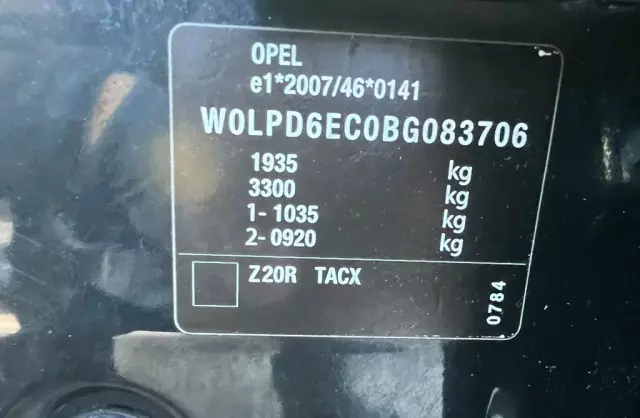 OPEL
e1*2007/46*0141
W0LPD6EC0BG083706
1935 kg
3300 kg
1-1035 kg
2-0920 kg
Z20R TACX
0784